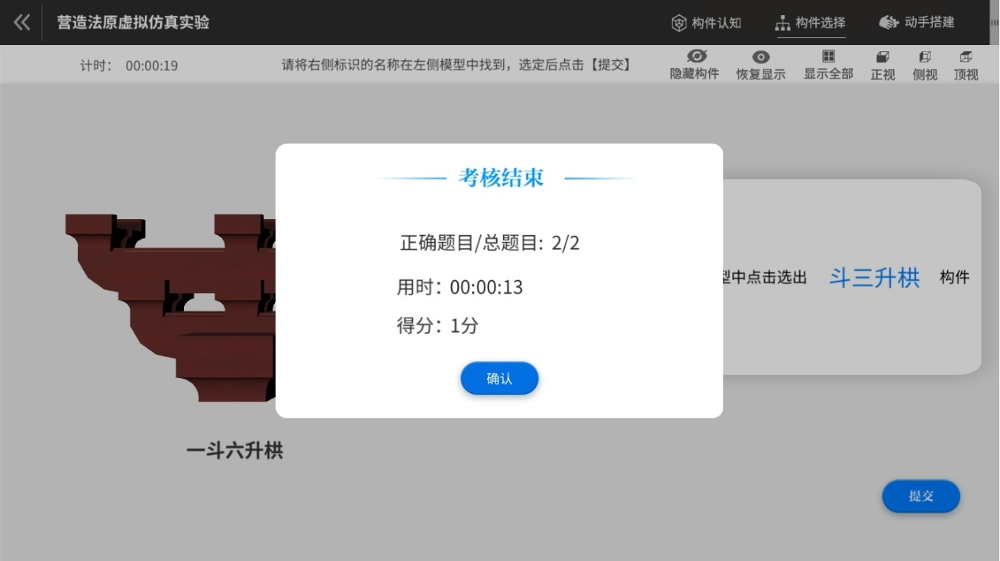 营造法原虚拟仿真实验
构件认知
构件选择
动手搭建
计时： 00:00:19
请将右侧标识的名称在左侧模型中找到，选定后点击【提交】
隐藏构件
恢复显示
显示全部
正视
侧视
顶视
考核结束
正确题目/总题目: 2/2
用时：00:00:13
得分：1分
确认
型中点击选出 斗三升栱 构件
一斗六升栱
提交